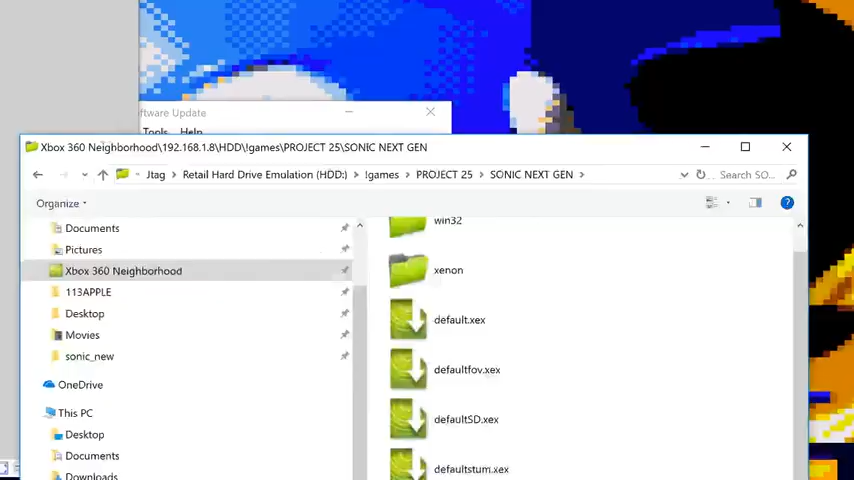 ftware Update
Tools Help
Xbox 360 Neighborhood\192.168.1.8\HDD\!games\PROJECT 25\SONIC NEXT GEN
Jtag > Retail Hard Drive Emulation (HDD:) > !games > PROJECT 25 > SONIC NEXT GEN >
Search SO...
Organize
Documents
Pictures
Xbox 360 Neighborhood
113APPLE
Desktop
Movies
sonic_new
OneDrive
This PC
Desktop
Documents
Downloads
win32
xenon
default.xex
defaultfov.xex
defaultSD.xex
defaultstum.xex